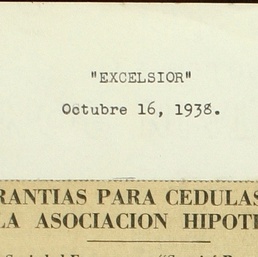 "EXCELSIOR"
Octubre 16, 1938.
RANTIAS PARA CEDULAS
LA ASOCIACION HIPOTE